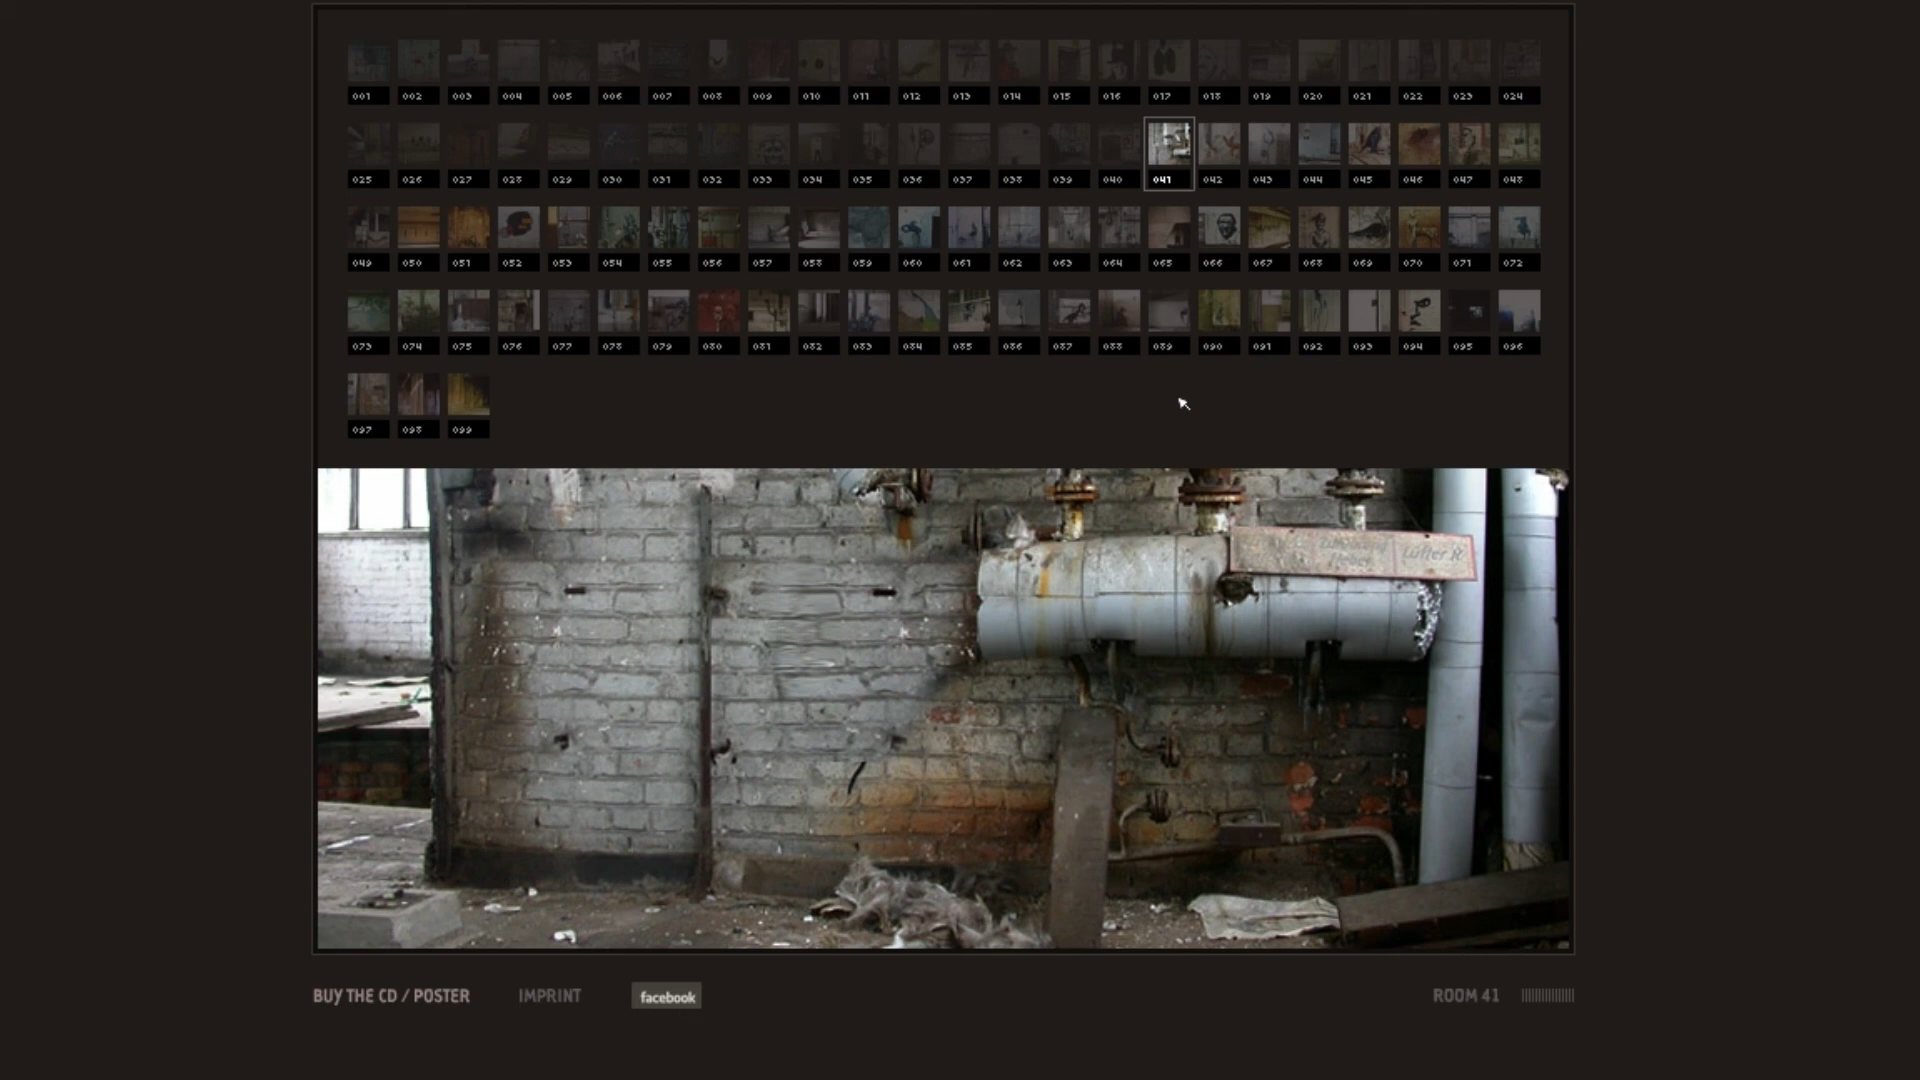 001 002 003 004 005 006 007 008 009 010 011 012 013 014 015 016 017 018 019 020 021 022 023 024
025 026 027 028 029 030 031 032 033 034 035 036 037 038 039 040 041 042 043 044 045 046 047 048
049 050 051 052 053 054 055 056 057 058 059 060 061 062 063 064 065 066 067 068 069 070 071 072
073 074 075 076 077 078 079 080 081 082 083 084 085 086 087 088 089 090 091 092 093 094 095 096
097 098 099
Lüfter R
BUY THE CD / POSTER IMPRINT facebook ROOM 41